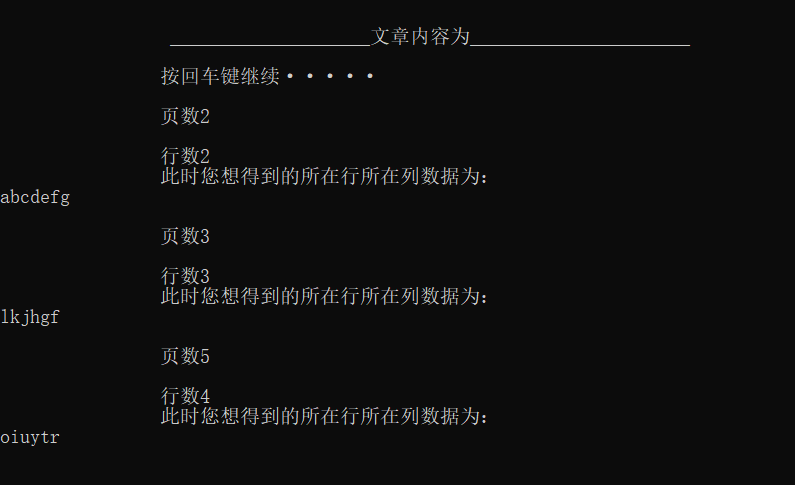 ____________________文章内容为______________________
按回车键继续·····
页数2
行数2
此时您想得到的所在行所在列数据为:
abcdefg
页数3
行数3
此时您想得到的所在行所在列数据为:
lkjhgf
页数5
行数4
此时您想得到的所在行所在列数据为:
oiuytr